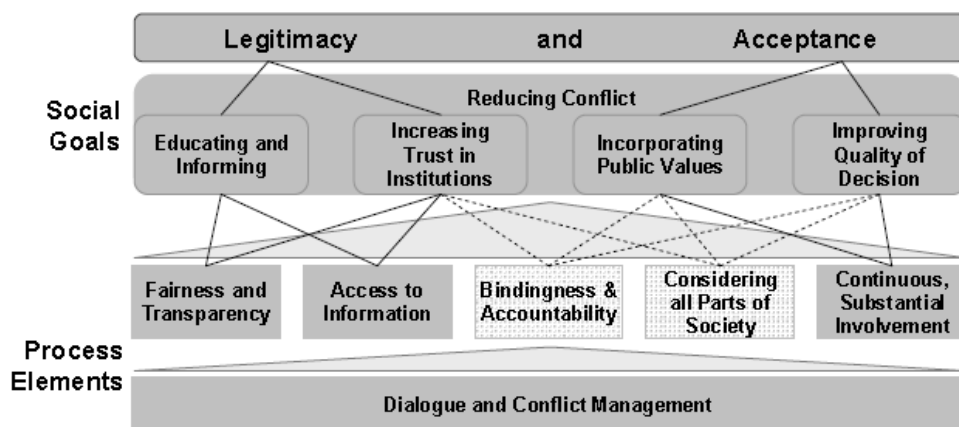 Legitimacy and Acceptance
Social
Goals
Reducing Conflict
Educating and
Informing
Increasing
Trust in
Institutions
Incorporating
Public Values
Improving
Quality of
Decision
Fairness and
Transparency
Access to
Information
Bindingness &
Accountability
Considering
all Parts of
Society
Continuous,
Substantial
Involvement
Process
Elements
Dialogue and Conflict Management